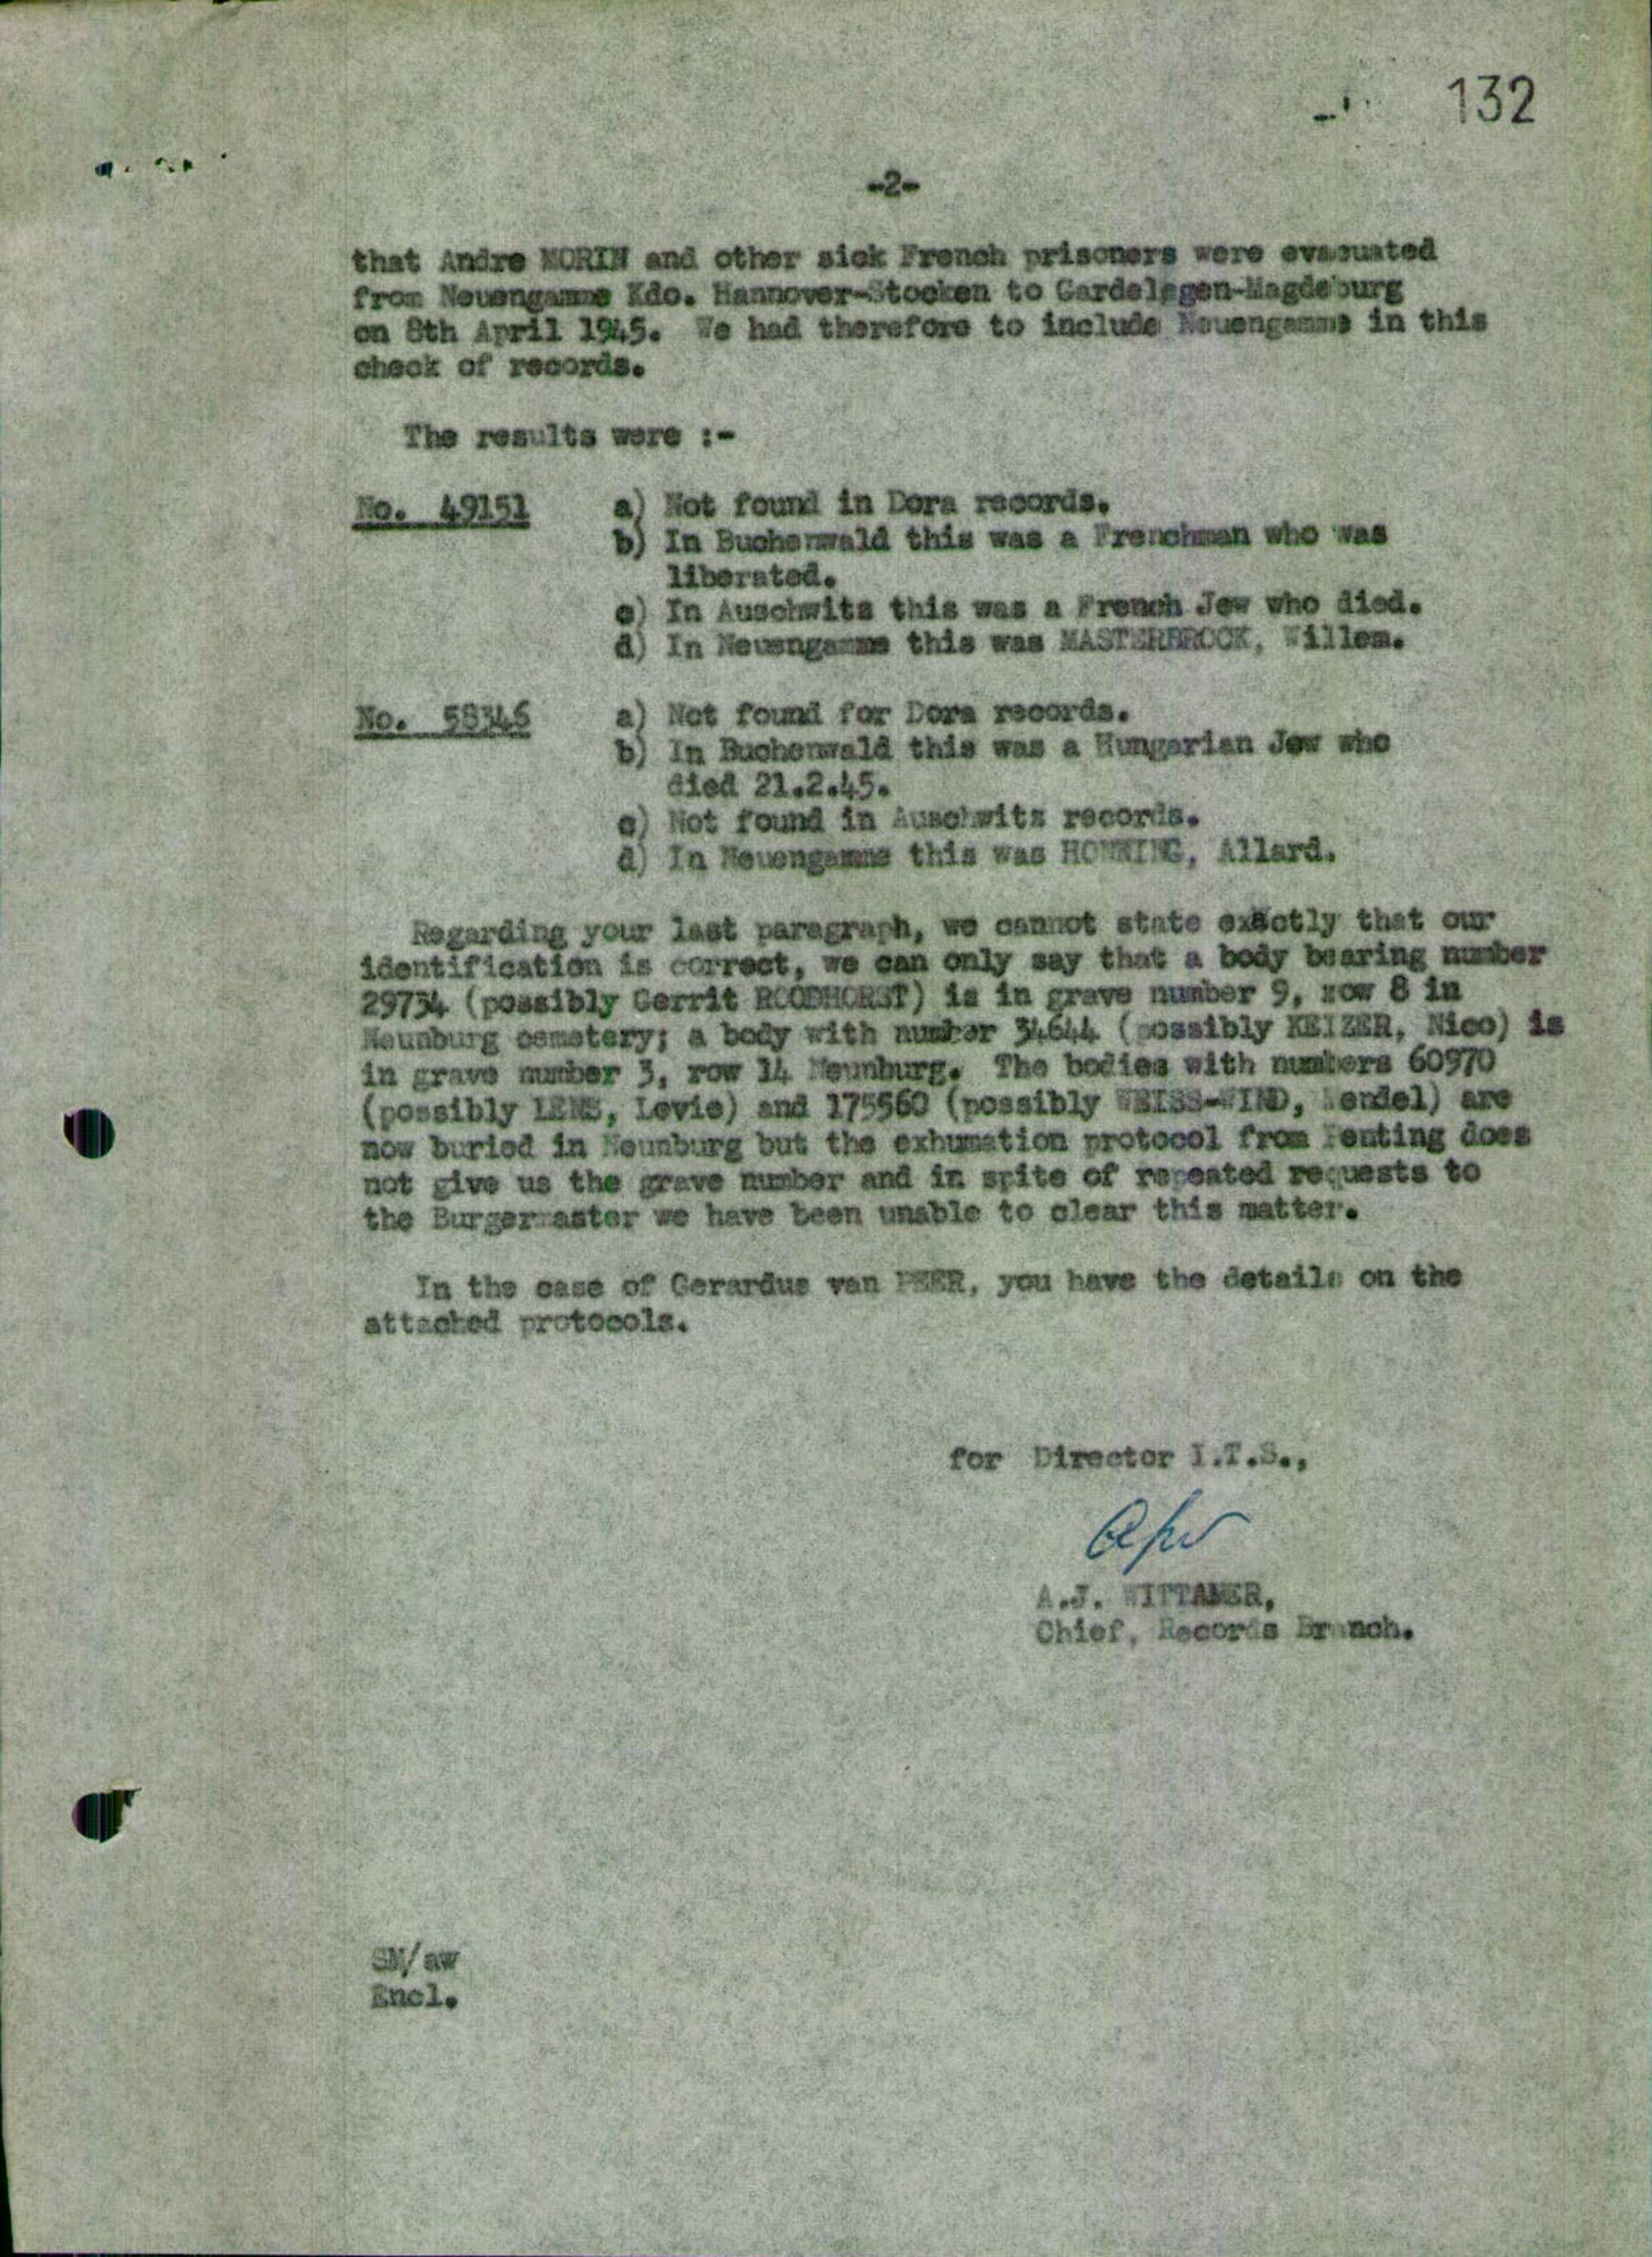 132
-2-
that Andre MORIN and other sick French prisoners were evacuated
from Neuengamme Kdo. Hannover-Stocken to Gardelegen-Magdeburg
on 8th April 1945. We had therefore to include Neuengamme in this
check of records.
The results were :-
No. 49151 a) Not found in Dora records.
b) In Buchenwald this was a Frenchman who was
liberated.
c) In Auschwitz this was a French Jew who died.
d) In Neuengamme this was MASTERBROCK, Willem.
No. 58346 a) Not found for Dora records.
b) In Buchenwald this was a Hungarian Jew who
died 21.2.45.
c) Not found in Auschwitz records.
d) In Neuengamme this was Allard.
Regarding your last paragraph, we cannot state exactly that our
identification is correct, we can only say that a body bearing number
29734 (possibly Gerrit ROODHORST) is in grave number 9, row 8 in
Neunburg cemetery; a body with number 34644 (possibly KEIZER, Nico) is
in grave number 3, row 14 Neunburg. The bodies with numbers 60970
(possibly LENS, Levie) and 175560 (possibly WEISS-WIND, Mendel) are
now buried in Neunburg but the exhumation protocol from Penting does
not give us the grave number and in spite of repeated requests to
the Burgermaster we have been unable to clear this matter.
In the case of Gerardus van PEER, you have the details on the
attached protocols.
for Director I.T.S.,
A.J. WITTAMER,
Chief, Records Branch.
SM/aw
Encl.